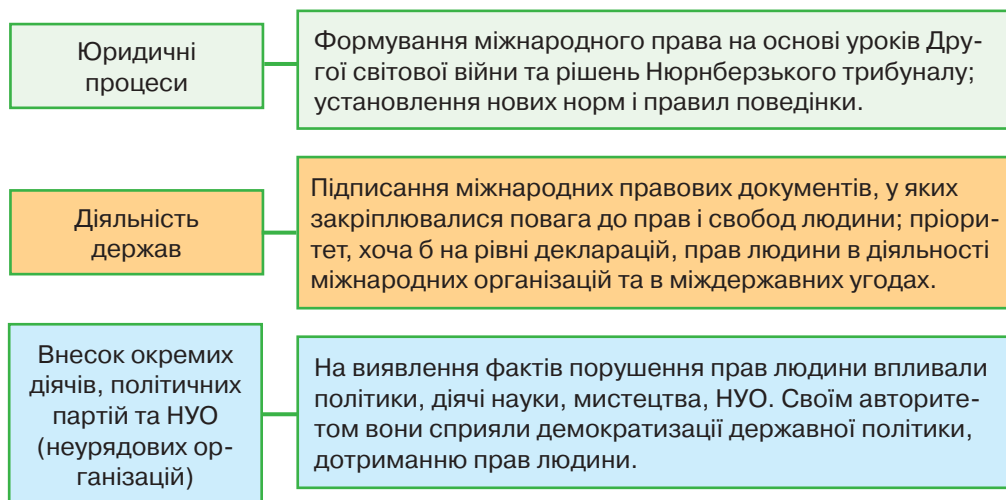 Юридичні
процеси
Формування міжнародного права на основі уроків Дру-
гої світової війни та рішень Нюрнберзького трибуналу;
установлення нових норм і правил поведінки.
Діяльність
держав
Підписання міжнародних правових документів, у яких
закріплювалися повага до прав і свобод людини; пріори-
тет, хоча б на рівні декларацій, прав людини в діяльності
міжнародних організацій та в міждержавних угодах.
Внесок окремих
діячів, політичних
партій та НУО
(неурядових ор-
ганізацій)
На виявлення фактів порушення прав людини впливали
політики, діячі науки, мистецтва, НУО. Своїм авторите-
том вони сприяли демократизації державної політики,
дотриманню прав людини.